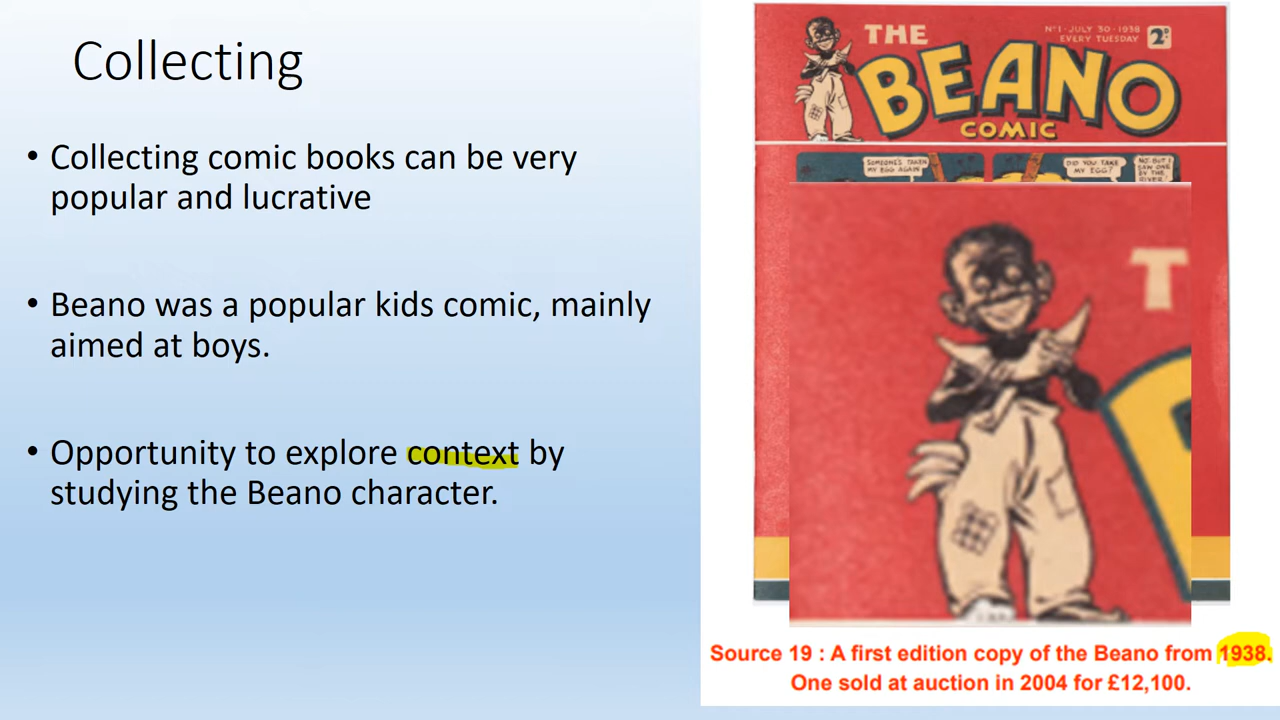 Collecting
• Collecting comic books can be very
popular and lucrative
• Beano was a popular kids comic, mainly
aimed at boys.
• Opportunity to explore context by
studying the Beano character.
THE
BEANO
COMIC
Nº1-JULY 30-1938
EVERY TUESDAY
2ᴰ
SOMEONE'S TAKEN
MY EGG AGAIN
DID YOU TAKE
MY EGG?
NO. BUT I
SAW ONE
BY THE
RIVER!
T
Source 19 : A first edition copy of the Beano from 1938.
One sold at auction in 2004 for £12,100.